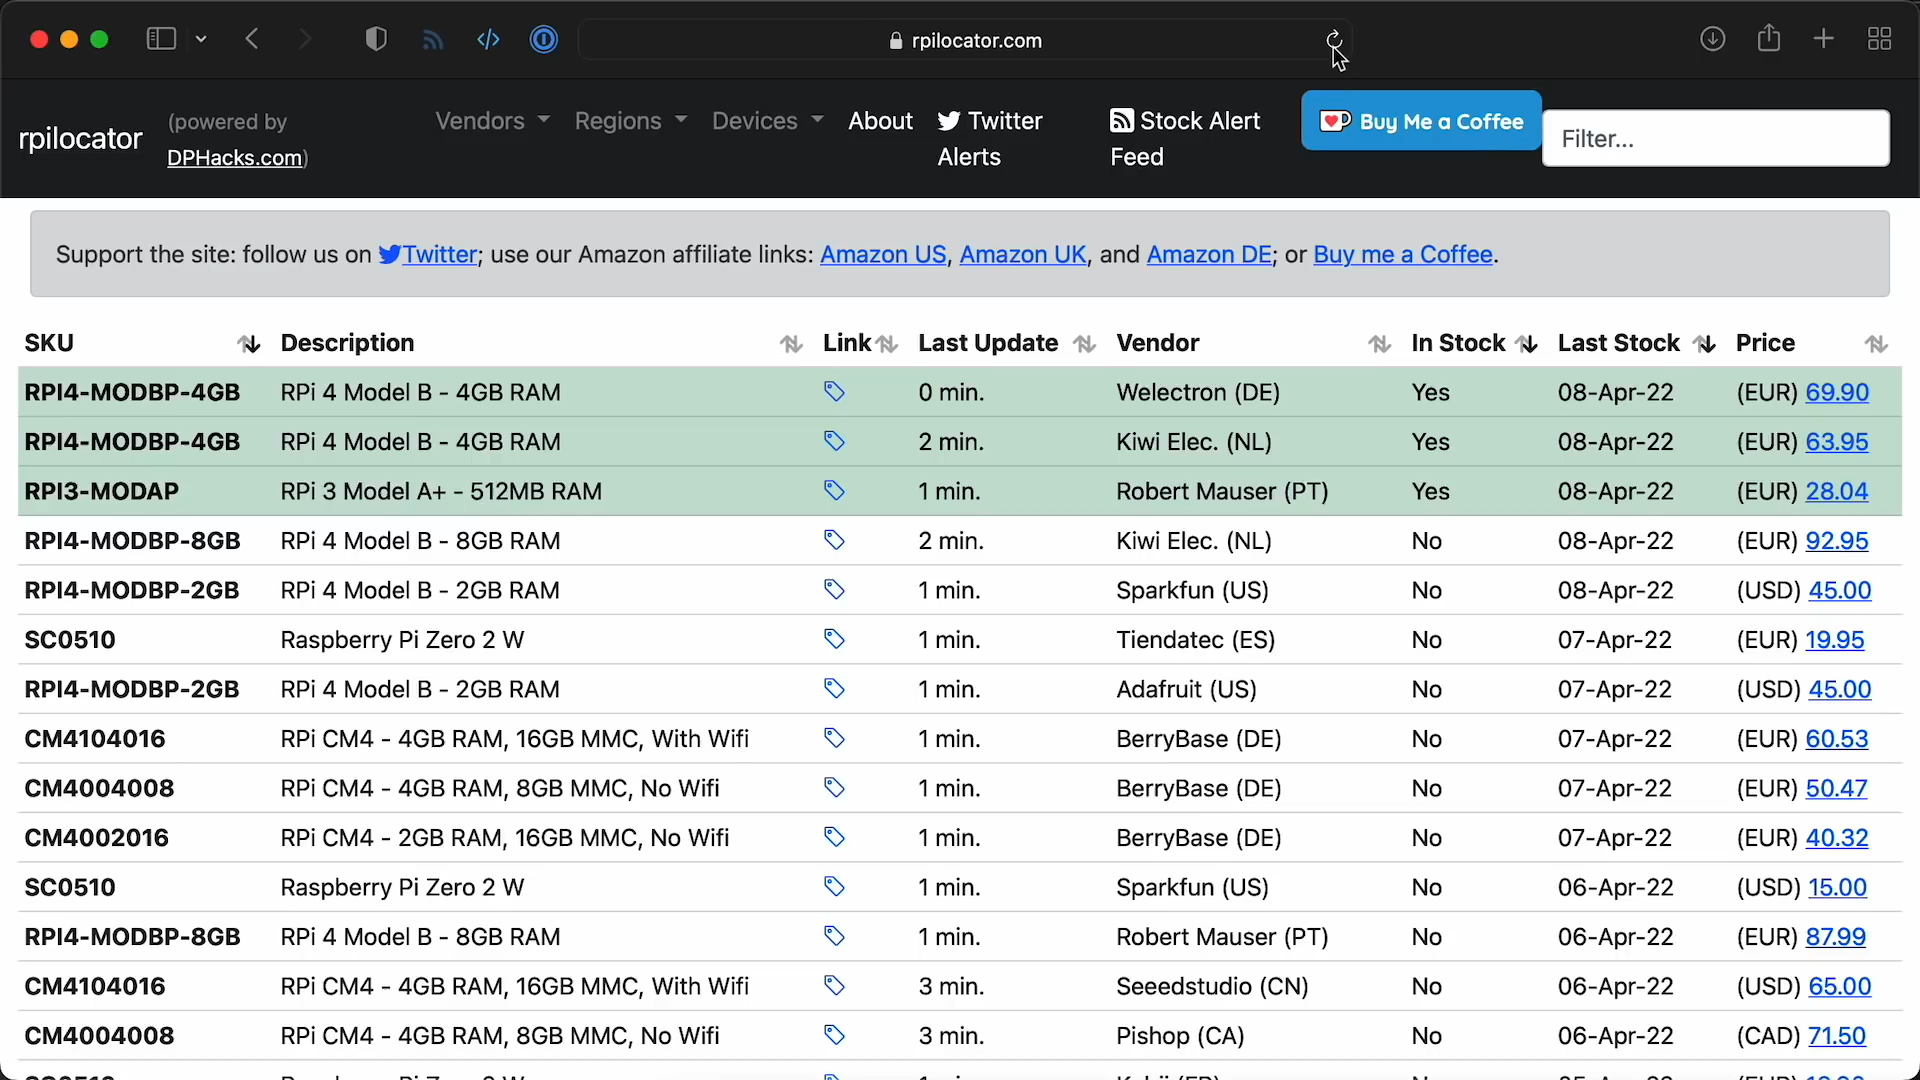 rpilocator.com
rpilocator (powered by DPHacks.com) Vendors Regions Devices About Twitter Alerts Stock Alert Feed Buy Me a Coffee Filter...
Support the site: follow us on Twitter; use our Amazon affiliate links: Amazon US, Amazon UK, and Amazon DE; or Buy me a Coffee.
SKU Description Link Last Update Vendor In Stock Last Stock Price
RPI4-MODBP-4GB RPi 4 Model B - 4GB RAM 0 min. Welectron (DE) Yes 08-Apr-22 (EUR) 69.90
RPI4-MODBP-4GB RPi 4 Model B - 4GB RAM 2 min. Kiwi Elec. (NL) Yes 08-Apr-22 (EUR) 63.95
RPI3-MODAP RPi 3 Model A+ - 512MB RAM 1 min. Robert Mauser (PT) Yes 08-Apr-22 (EUR) 28.04
RPI4-MODBP-8GB RPi 4 Model B - 8GB RAM 2 min. Kiwi Elec. (NL) No 08-Apr-22 (EUR) 92.95
RPI4-MODBP-2GB RPi 4 Model B - 2GB RAM 1 min. Sparkfun (US) No 08-Apr-22 (USD) 45.00
SC0510 Raspberry Pi Zero 2 W 1 min. Tiendatec (ES) No 07-Apr-22 (EUR) 19.95
RPI4-MODBP-2GB RPi 4 Model B - 2GB RAM 1 min. Adafruit (US) No 07-Apr-22 (USD) 45.00
CM4104016 RPi CM4 - 4GB RAM, 16GB MMC, With Wifi 1 min. BerryBase (DE) No 07-Apr-22 (EUR) 60.53
CM4004008 RPi CM4 - 4GB RAM, 8GB MMC, No Wifi 1 min. BerryBase (DE) No 07-Apr-22 (EUR) 50.47
CM4002016 RPi CM4 - 2GB RAM, 16GB MMC, No Wifi 1 min. BerryBase (DE) No 07-Apr-22 (EUR) 40.32
SC0510 Raspberry Pi Zero 2 W 1 min. Sparkfun (US) No 06-Apr-22 (USD) 15.00
RPI4-MODBP-8GB RPi 4 Model B - 8GB RAM 1 min. Robert Mauser (PT) No 06-Apr-22 (EUR) 87.99
CM4104016 RPi CM4 - 4GB RAM, 16GB MMC, With Wifi 3 min. Seeedstudio (CN) No 06-Apr-22 (USD) 65.00
CM4004008 RPi CM4 - 4GB RAM, 8GB MMC, No Wifi 3 min. Pishop (CA) No 06-Apr-22 (CAD) 71.50